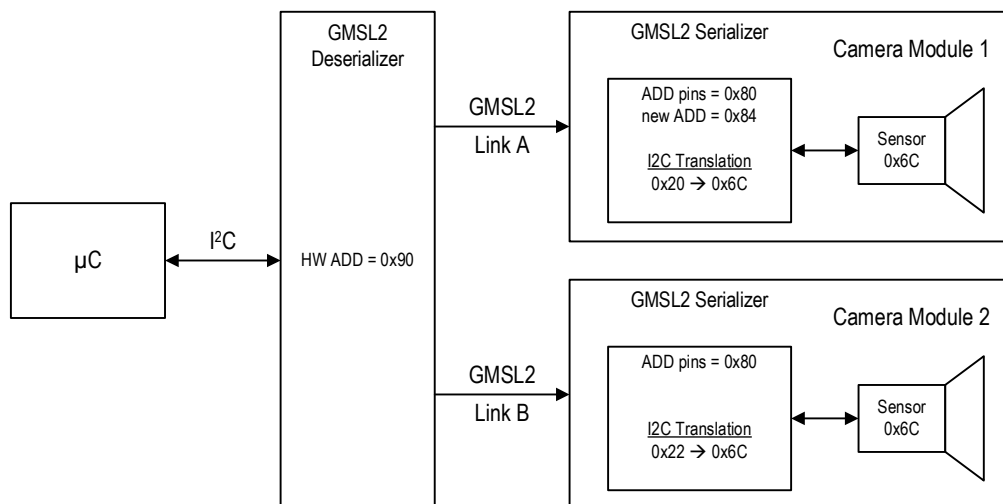 GMSL2
Deserializer
HW ADD = 0x90
µC
I²C
GMSL2
Link A
GMSL2
Link B
GMSL2 Serializer
Camera Module 1
ADD pins = 0x80
new ADD = 0x84
I2C Translation
0x20 → 0x6C
Sensor
0x6C
GMSL2 Serializer
Camera Module 2
ADD pins = 0x80
I2C Translation
0x22 → 0x6C
Sensor
0x6C